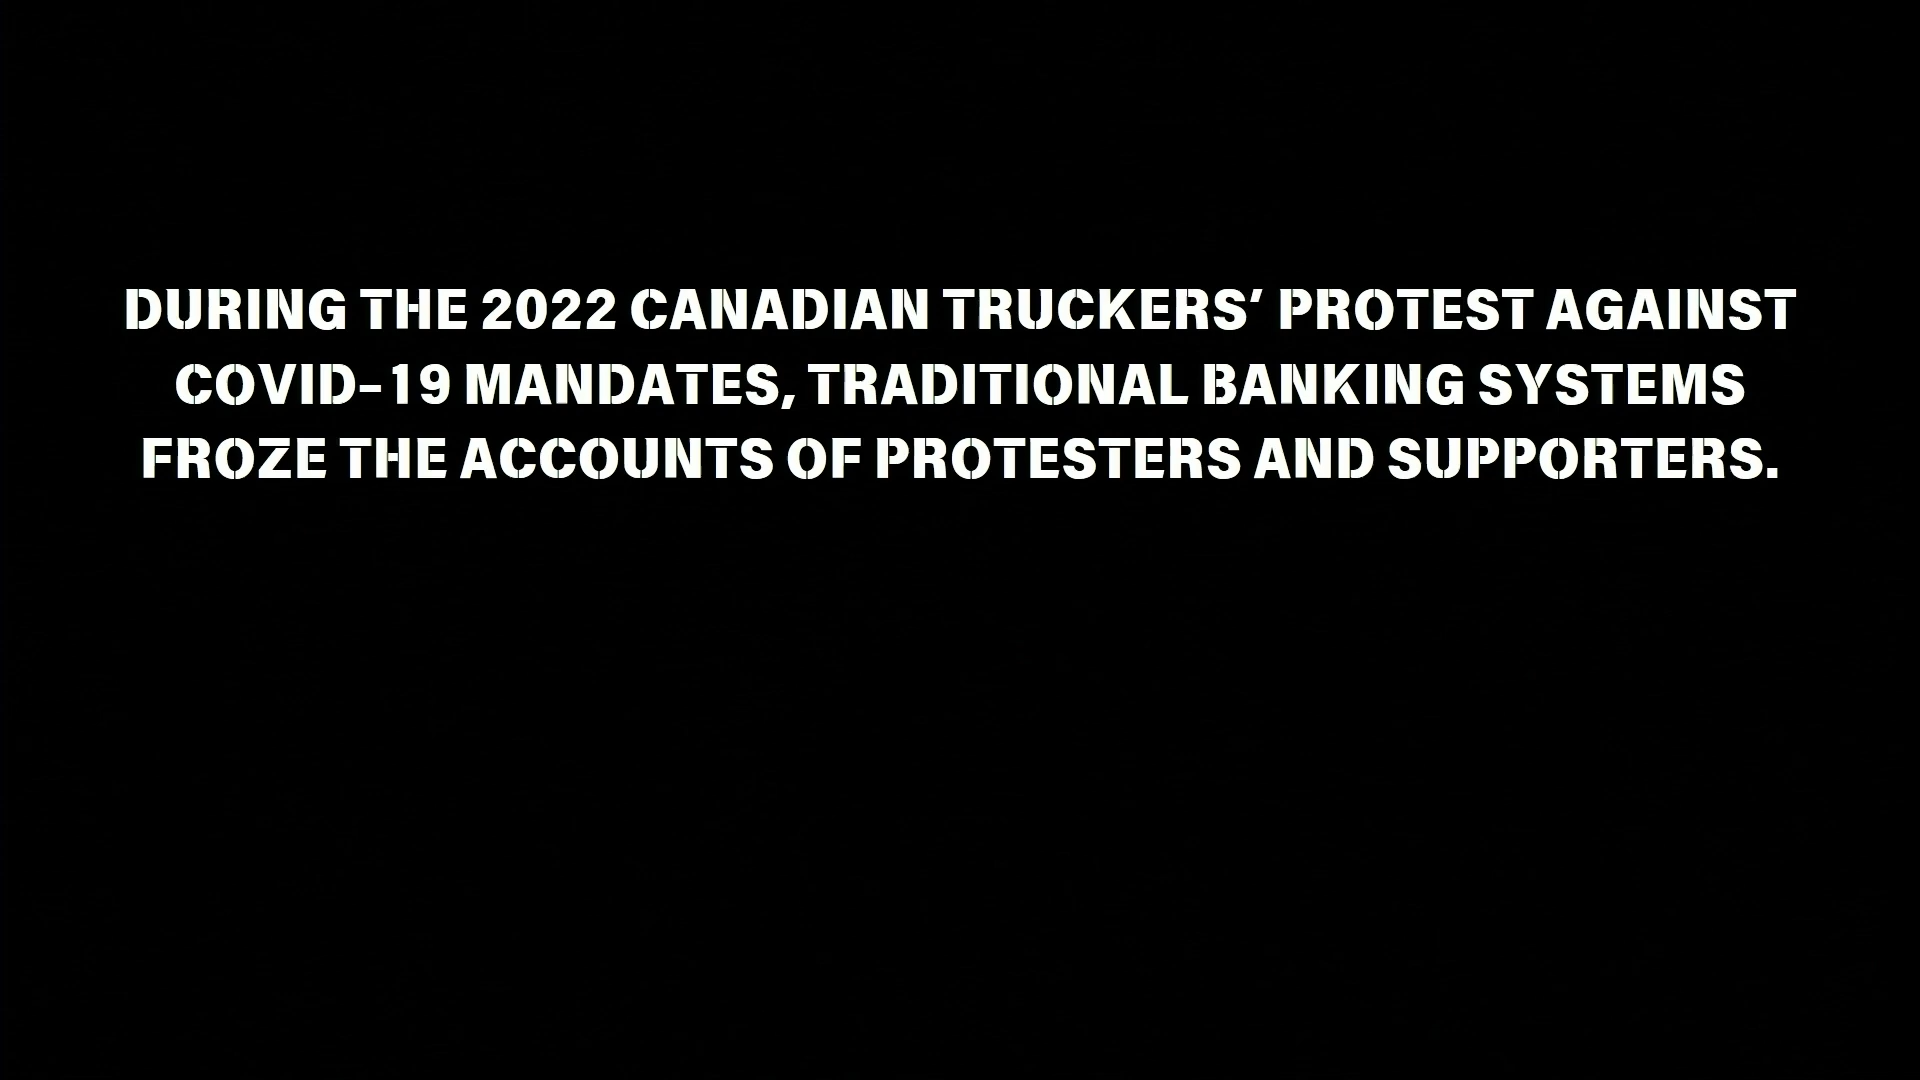 DURING THE 2022 CANADIAN TRUCKERS’ PROTEST AGAINST
COVID-19 MANDATES, TRADITIONAL BANKING SYSTEMS
FROZE THE ACCOUNTS OF PROTESTERS AND SUPPORTERS.